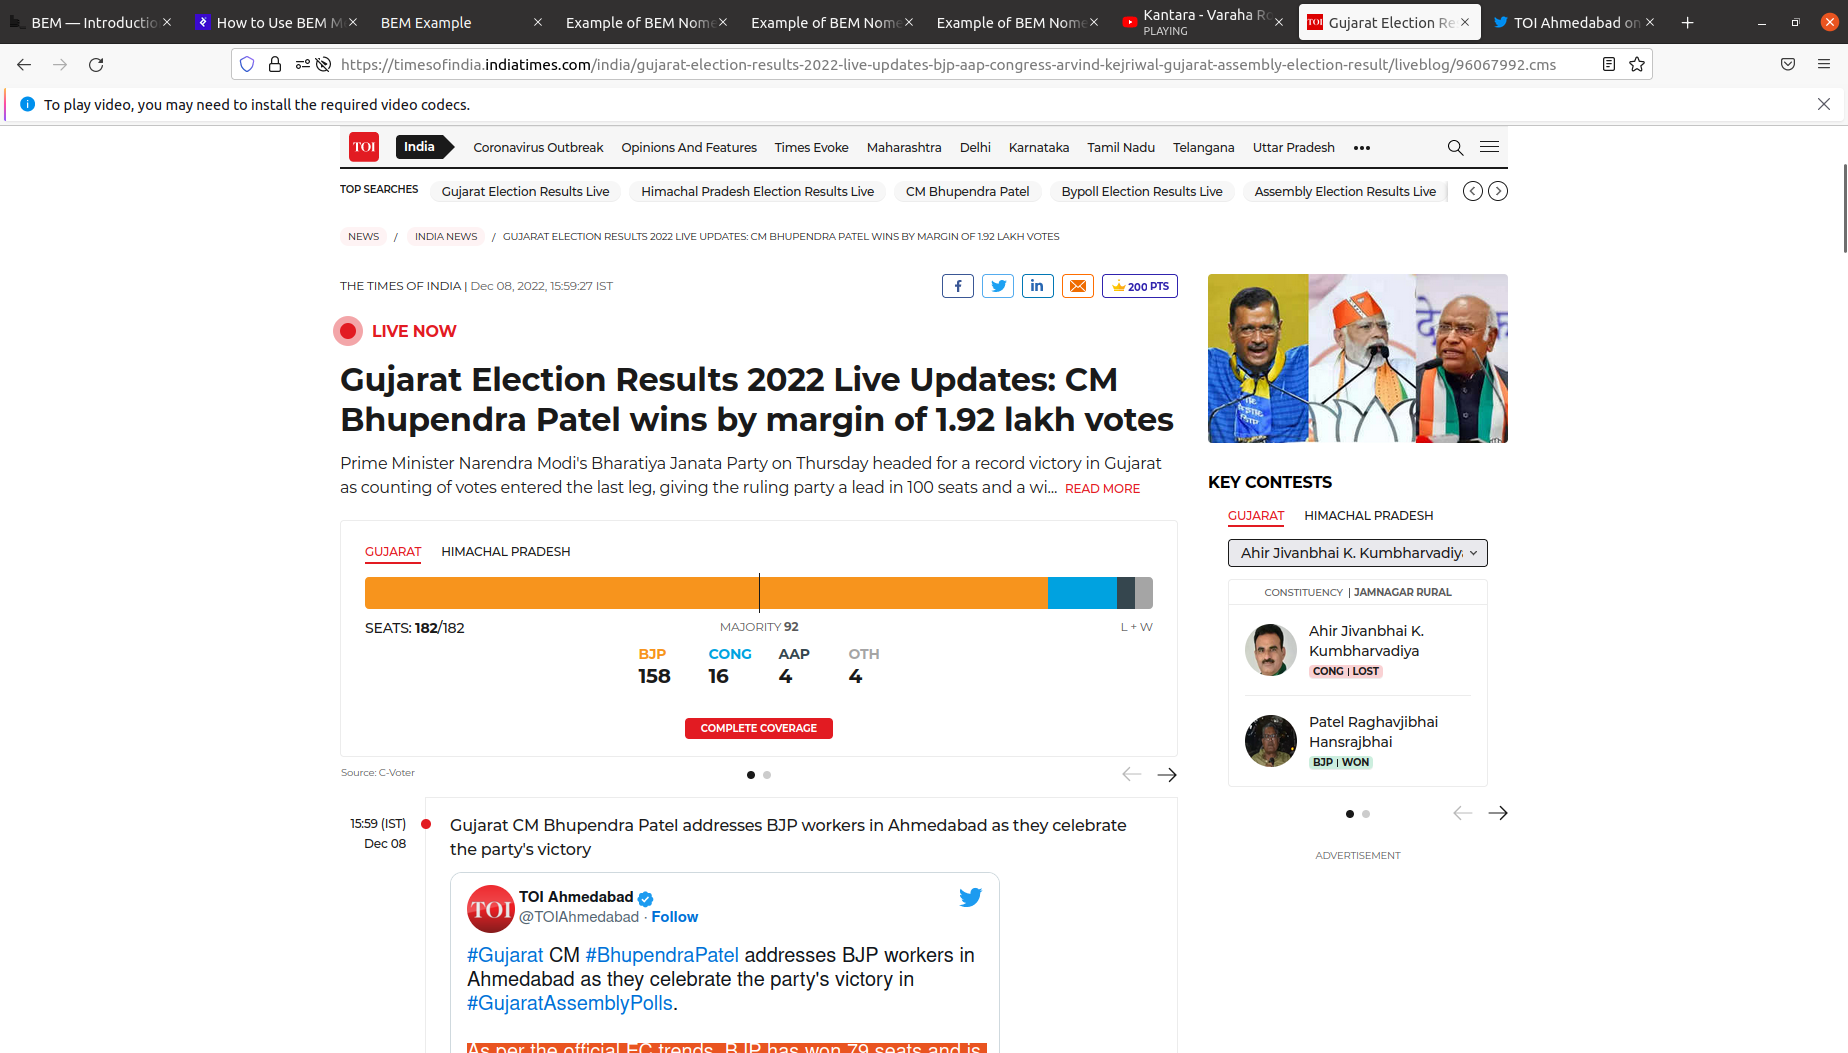 BEM — Introductio
How to Use BEM M
BEM Example
Example of BEM Nome
Example of BEM Nome
Example of BEM Nome
Kantara - Varaha Ro
PLAYING
Gujarat Election Re
TOI Ahmedabad on
https://timesofindia.indiatimes.com/india/gujarat-election-results-2022-live-updates-bjp-aap-congress-arvind-kejriwal-gujarat-assembly-election-result/liveblog/96067992.cms
To play video, you may need to install the required video codecs.
TOI India Coronavirus Outbreak Opinions And Features Times Evoke Maharashtra Delhi Karnataka Tamil Nadu Telangana Uttar Pradesh •••
TOP SEARCHES Gujarat Election Results Live Himachal Pradesh Election Results Live CM Bhupendra Patel Bypoll Election Results Live Assembly Election Results Live
NEWS / INDIA NEWS / GUJARAT ELECTION RESULTS 2022 LIVE UPDATES: CM BHUPENDRA PATEL WINS BY MARGIN OF 1.92 LAKH VOTES
THE TIMES OF INDIA | Dec 08, 2022, 15:59:27 IST
200 PTS
LIVE NOW
Gujarat Election Results 2022 Live Updates: CM
Bhupendra Patel wins by margin of 1.92 lakh votes
Prime Minister Narendra Modi's Bharatiya Janata Party on Thursday headed for a record victory in Gujarat
as counting of votes entered the last leg, giving the ruling party a lead in 100 seats and a wi... READ MORE
GUJARAT HIMACHAL PRADESH
SEATS: 182/182 MAJORITY 92 L + W
BJP CONG AAP OTH
158 16 4 4
COMPLETE COVERAGE
Source: C-Voter
15:59 (IST)
Dec 08
Gujarat CM Bhupendra Patel addresses BJP workers in Ahmedabad as they celebrate
the party's victory
TOI
TOI Ahmedabad
@TOIAhmedabad · Follow
#Gujarat CM #BhupendraPatel addresses BJP workers in
Ahmedabad as they celebrate the party's victory in
#GujaratAssemblyPolls.
As per the official EC trends, BJP has won 79 seats and is
KEY CONTESTS
GUJARAT HIMACHAL PRADESH
Ahir Jivanbhai K. Kumbharvadiy
CONSTITUENCY | JAMNAGAR RURAL
Ahir Jivanbhai K.
Kumbharvadiya
CONG | LOST
Patel Raghavjibhai
Hansrajbhai
BJP | WON
ADVERTISEMENT